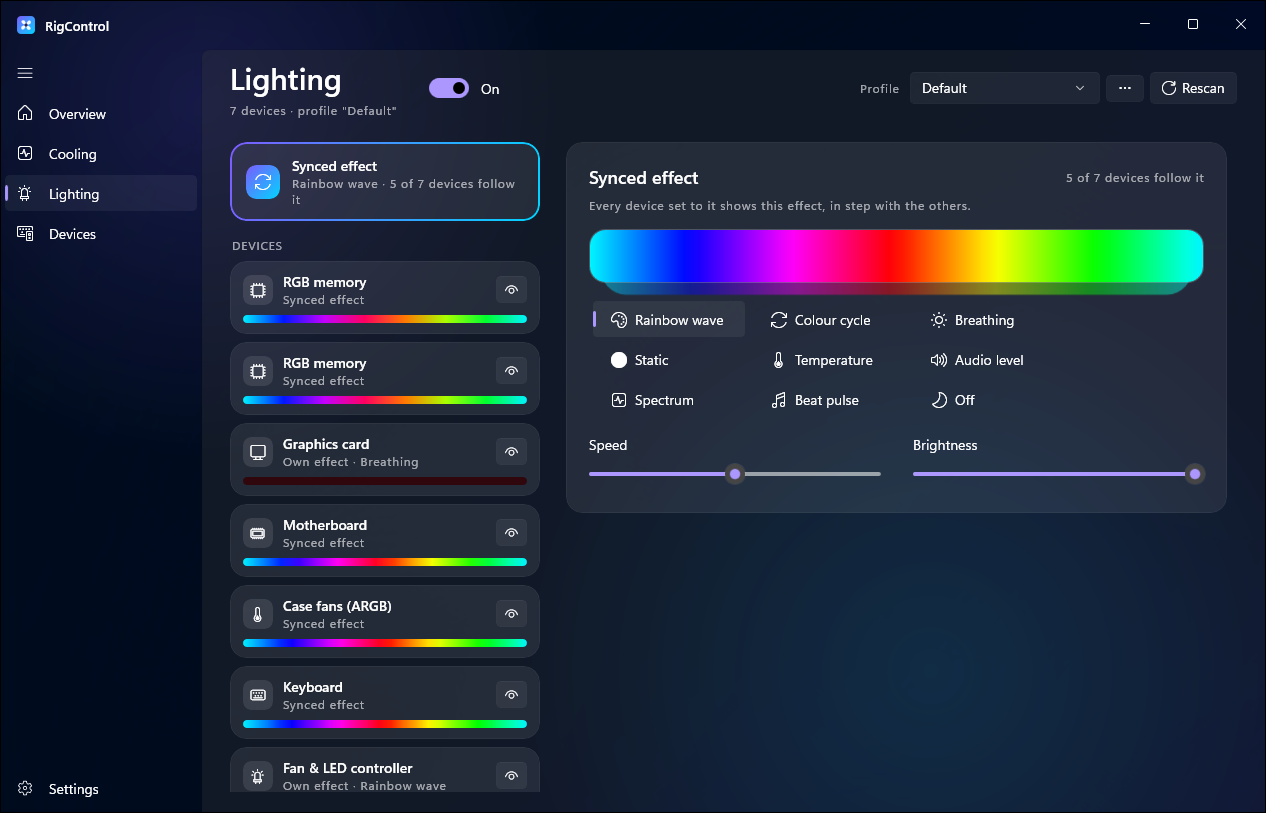 RigControl
Overview
Cooling
Lighting
Devices
Settings
Lighting
7 devices · profile "Default"
On
Profile
Default
Rescan
Synced effect
Rainbow wave · 5 of 7 devices follow
it
DEVICES
RGB memory
Synced effect
RGB memory
Synced effect
Graphics card
Own effect · Breathing
Motherboard
Synced effect
Case fans (ARGB)
Synced effect
Keyboard
Synced effect
Fan & LED controller
Own effect · Rainbow wave
Synced effect
5 of 7 devices follow it
Every device set to it shows this effect, in step with the others.
Rainbow wave
Colour cycle
Breathing
Static
Temperature
Audio level
Spectrum
Beat pulse
Off
Speed
Brightness